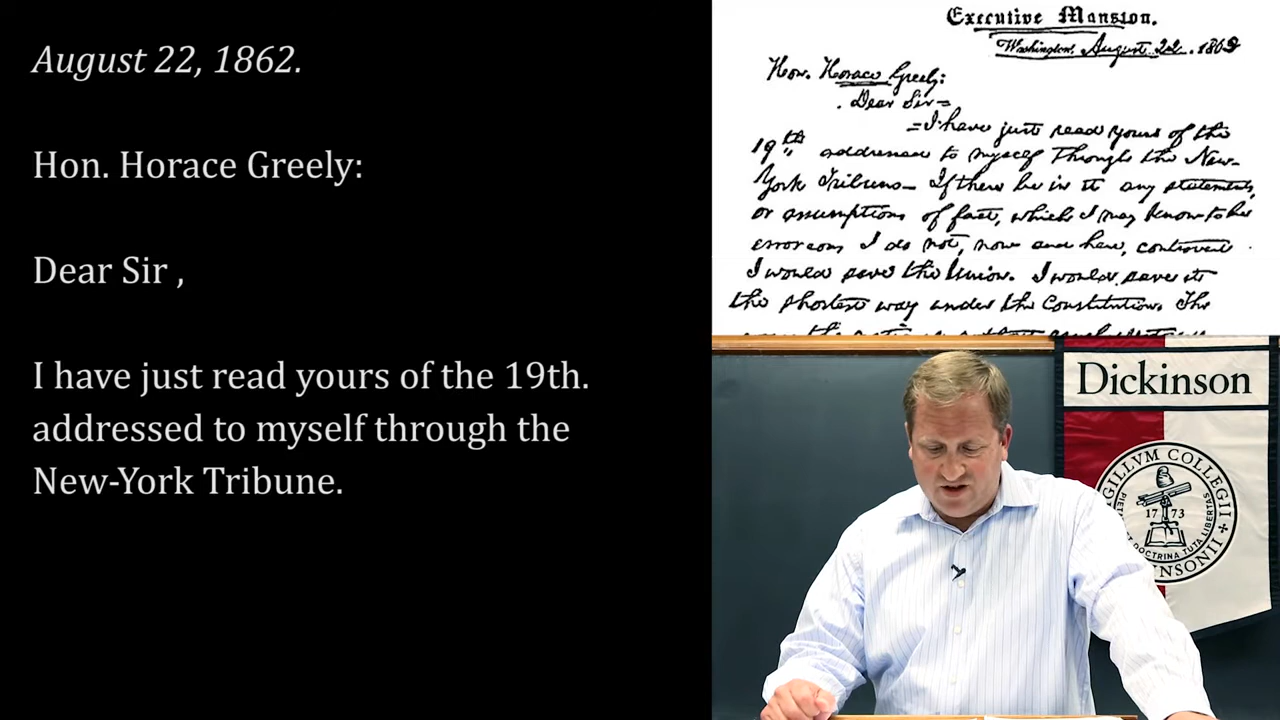 August 22, 1862.
Hon. Horace Greely:
Dear Sir ,
I have just read yours of the 19th.
addressed to myself through the
New-York Tribune.
Executive Mansion.
Washington, August 22, 186
Hon. Horace Greely:
Dear Sir
I have just read yours of the
19th addressed to myself through the New-
York Tribune. If there be in it any statements,
or assumptions of fact, which I may know to be
erroneous I do not, now and here, controvert
I would save the Union. I would save it
the shortest way under the Constitution. The
Dickinson
SIGILLVM COLLEGII
1773
DOCTRINA TUTA LIBERTAS